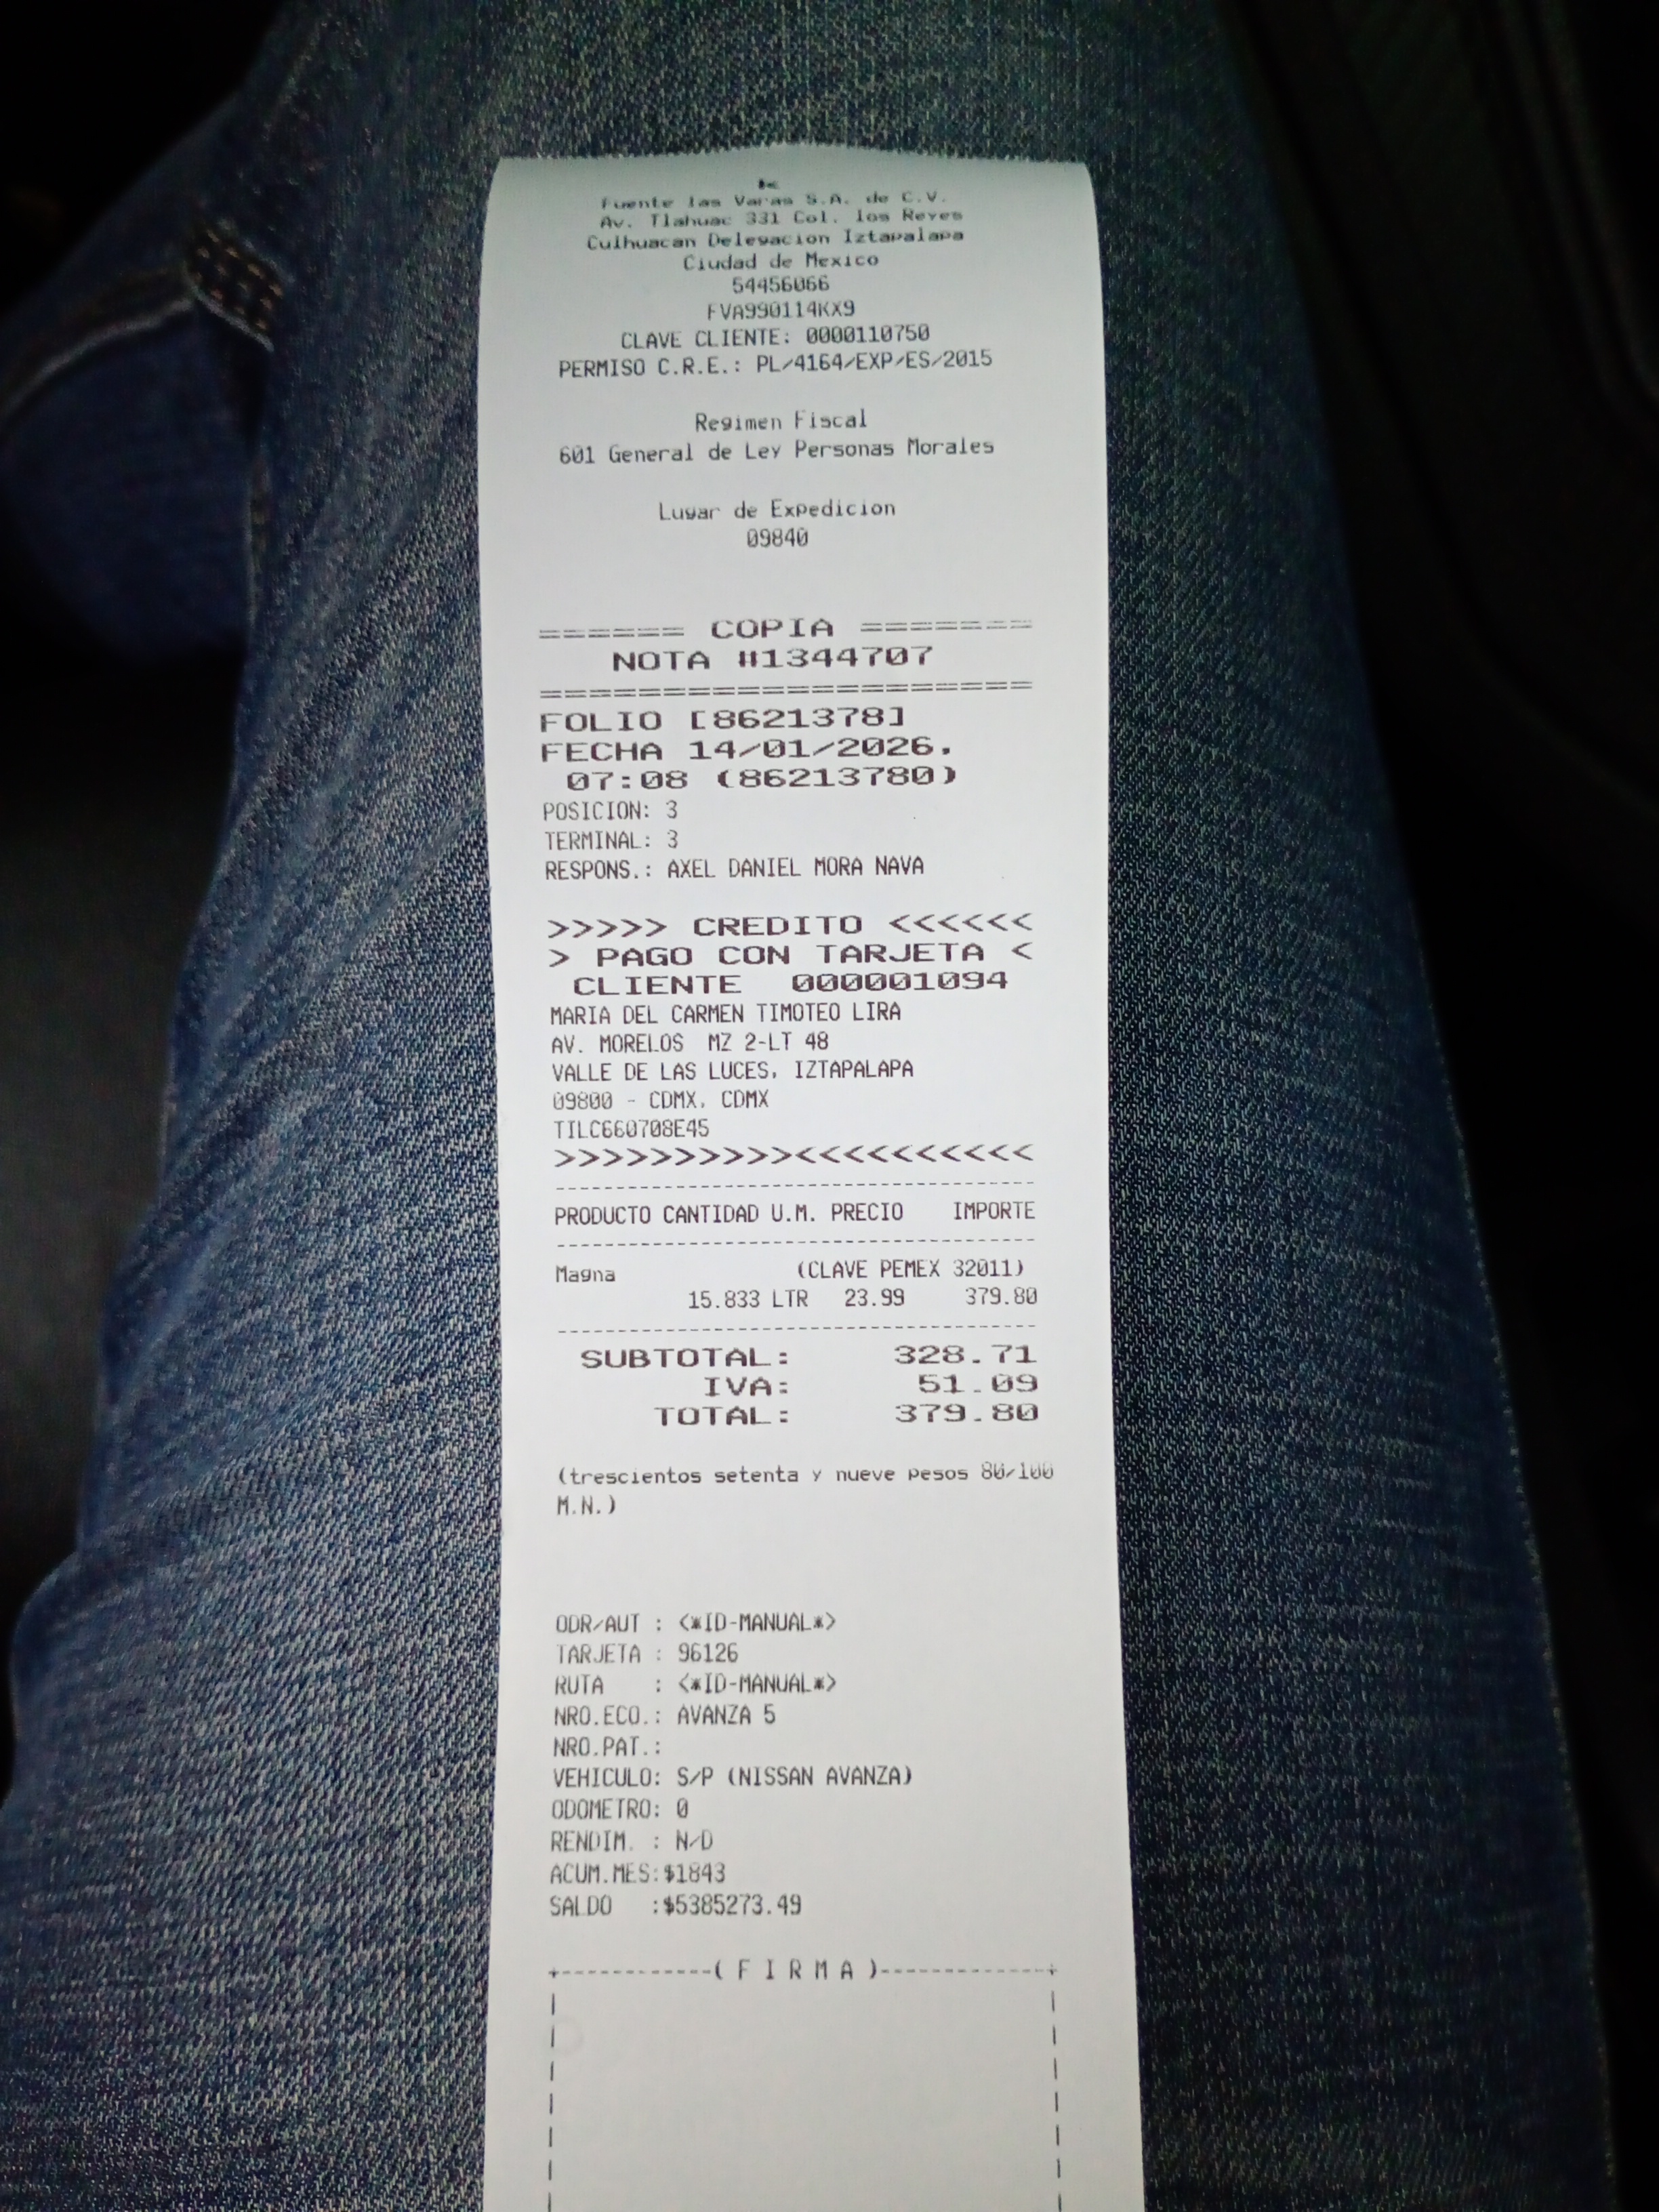 Fuente las Varas S.A. de C.V.
Av. Tlahuac 331 Col. los Reyes
Culhuacan Delegacion Iztapalapa
Ciudad de Mexico
54456066
FVA990114KX9
CLAVE CLIENTE: 0000110750
PERMISO C.R.E.: PL/4164/EXP/ES/2015
Regimen Fiscal
601 General de Ley Personas Morales
Lugar de Expedicion
09840
====== COPIA =======
NOTA #1344707
====================
FOLIO [8621378]
FECHA 14/01/2026.
07:08 (86213780)
POSICION: 3
TERMINAL: 3
RESPONS.: AXEL DANIEL MORA NAVA
>>>>> CREDITO <<<<<<
> PAGO CON TARJETA <
CLIENTE 000001094
MARIA DEL CARMEN TIMOTEO LIRA
AV. MORELOS MZ 2-LT 48
VALLE DE LAS LUCES, IZTAPALAPA
09800 - CDMX, CDMX
TILC660708E45
>>>>>>>>>><<<<<<<<<<
PRODUCTO CANTIDAD U.M. PRECIO IMPORTE
Magna (CLAVE PEMEX 32011)
15.833 LTR 23.99 379.80
SUBTOTAL: 328.71
IVA: 51.09
TOTAL: 379.80
(trescientos setenta y nueve pesos 80/100
M.N.)
ODR/AUT : <*ID-MANUAL*>
TARJETA : 96126
RUTA : <*ID-MANUAL*>
NRO.ECO.: AVANZA 5
NRO.PAT.:
VEHICULO: S/P (NISSAN AVANZA)
ODOMETRO: 0
RENDIM. : N/D
ACUM.MES:$1843
SALDO :$5385273.49
+------------( F I R M A )-------------+